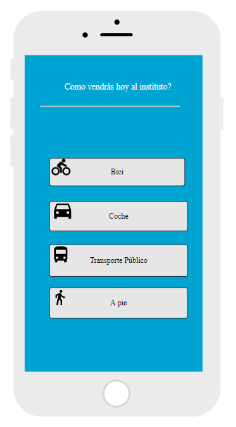 Como vendrás hoy al instituto?
Bici
Coche
Transporte Público
A pie